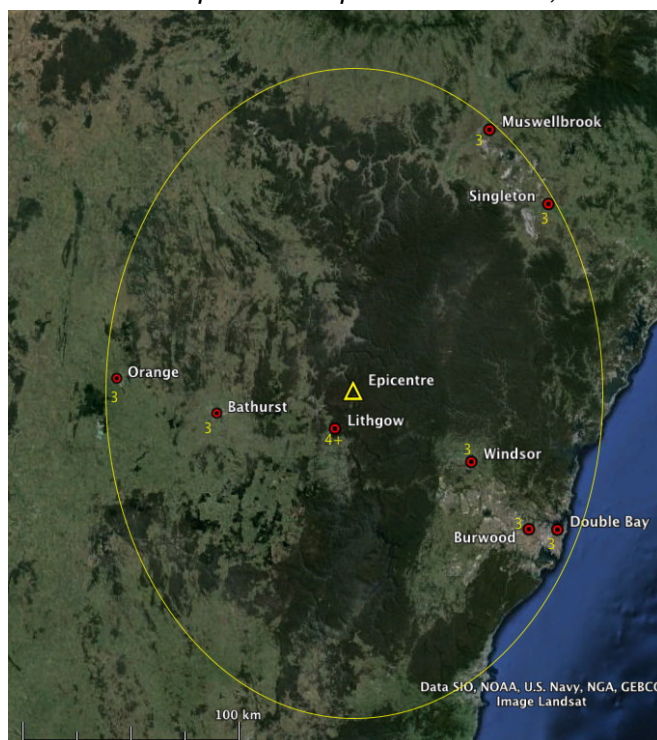 Muswellbrook
3
Singleton
3
Orange
3
Epicentre
Bathurst
3
Lithgow
4+
3
Windsor
3
Burwood
Double Bay
3
Data SIO, NOAA, U.S. Navy, NGA, GEBCO
Image Landsat
100 km